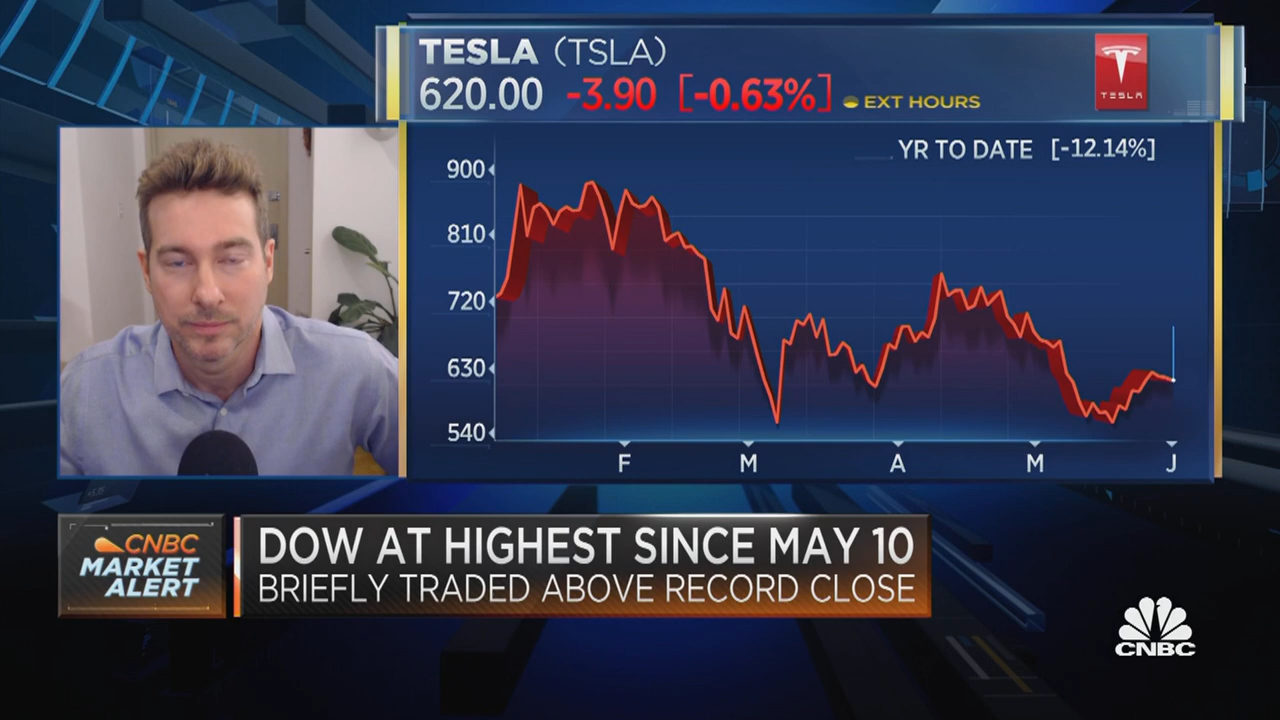 TESLA (TSLA)
620.00 -3.90 [-0.63%] EXT HOURS
TESLA
YR TO DATE [-12.14%]
900
810
720
630
540
F M A M J
CNBC
MARKET
ALERT
DOW AT HIGHEST SINCE MAY 10
BRIEFLY TRADED ABOVE RECORD CLOSE
CNBC